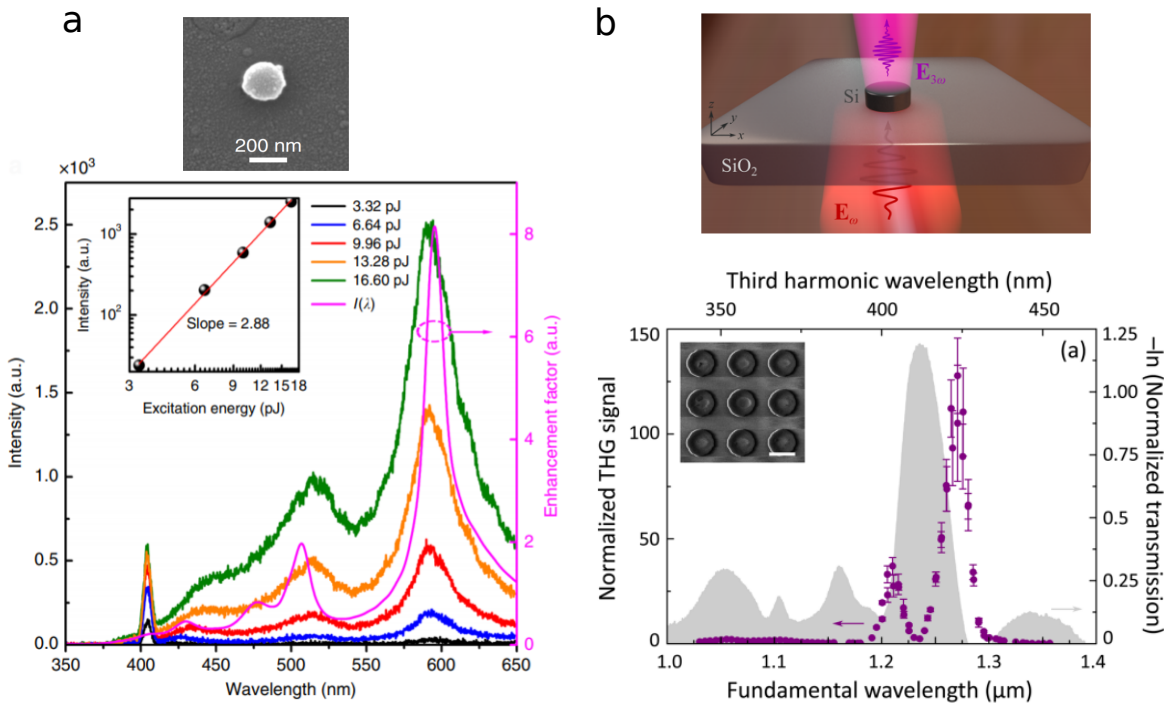 a
200 nm
×10³
2.5
2.0
1.5
1.0
0.5
0.0
Intensity (a.u.)
350 400 450 500 550 600 650
Wavelength (nm)
8
6
4
2
0
Enhancement factor (a.u.)
3.32 pJ
6.64 pJ
9.96 pJ
13.28 pJ
16.60 pJ
I(λ)
10³
10²
Intensity (a.u.)
Slope = 2.88
3 6 9 12 15 18
Excitation energy (pJ)
b
E3ω
Si
z
y
x
SiO₂
Eω
Third harmonic wavelength (nm)
350 400 450
150
100
50
0
Normalized THG signal
(a)
1.25
1.00
0.75
0.50
0.25
0
–ln (Normalized transmission)
1.0 1.1 1.2 1.3 1.4
Fundamental wavelength (μm)